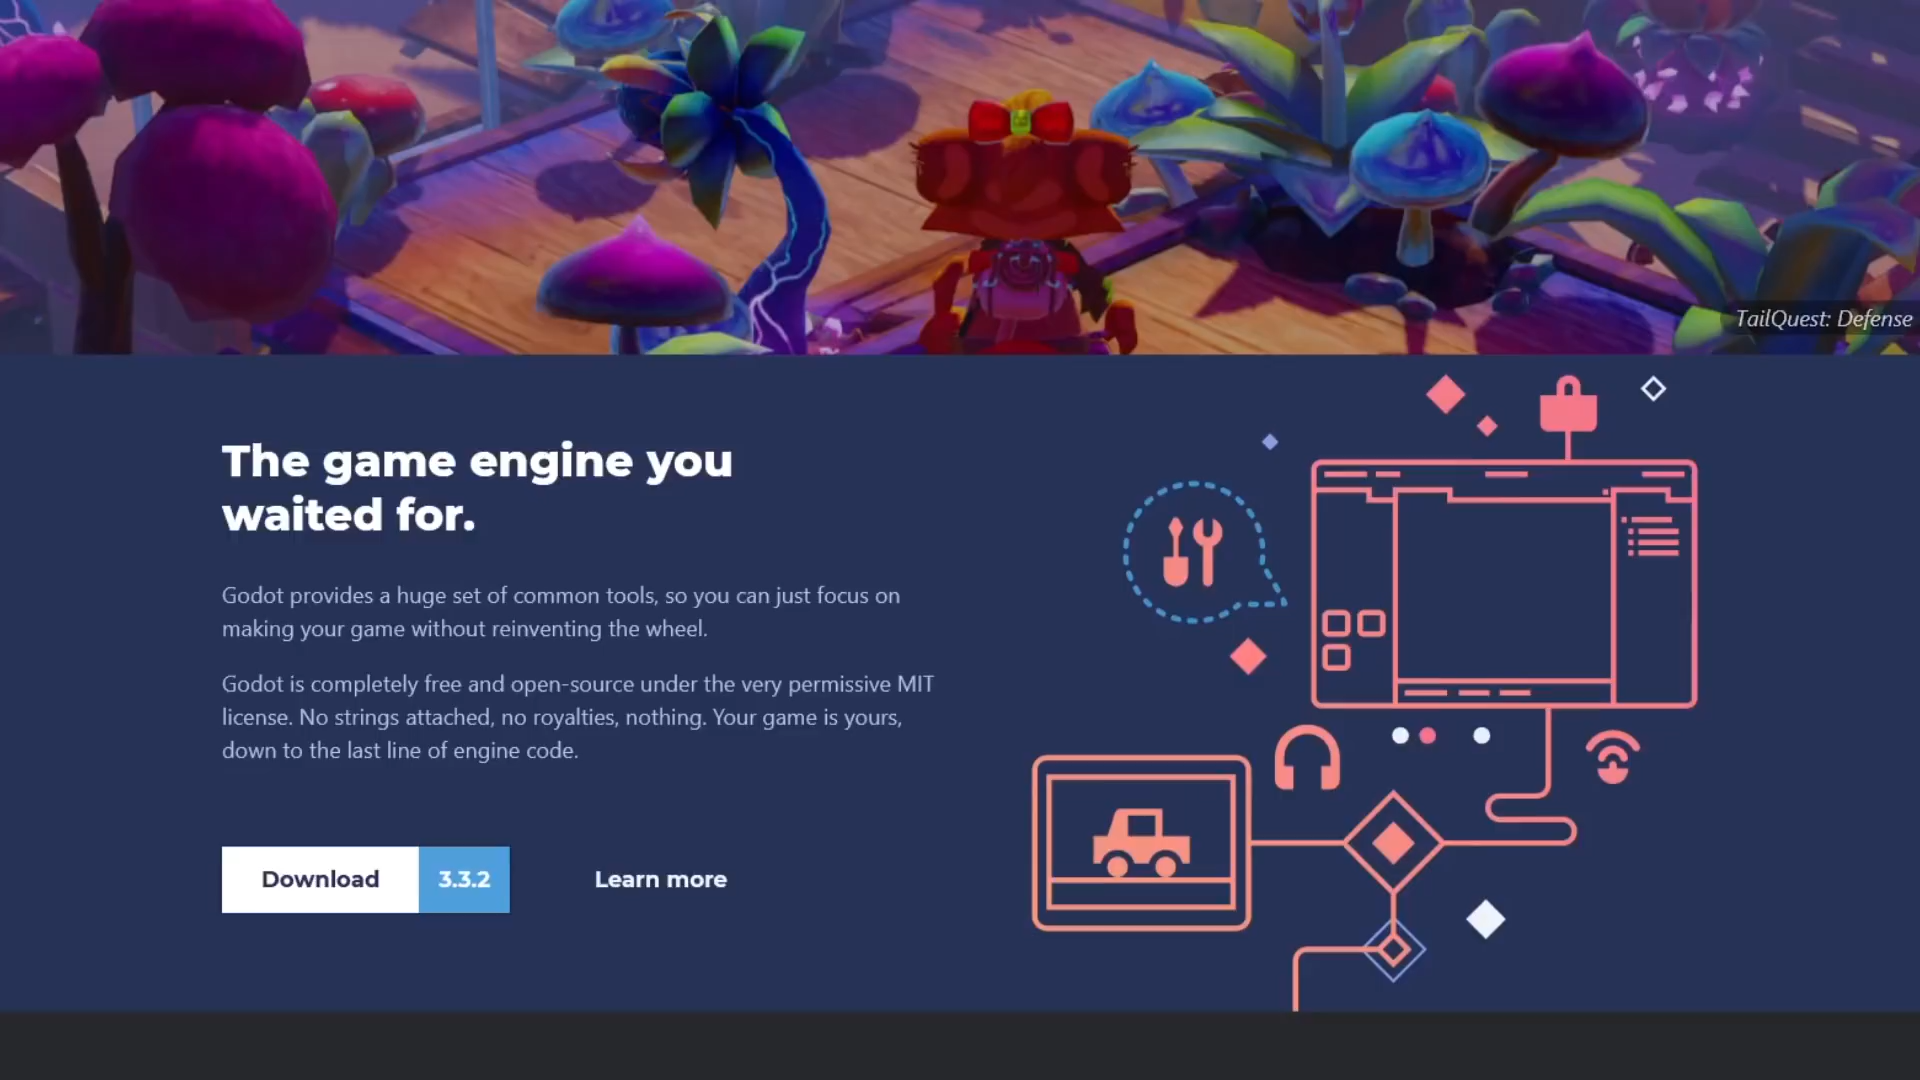 TailQuest: Defense
The game engine you
waited for.
Godot provides a huge set of common tools, so you can just focus on
making your game without reinventing the wheel.
Godot is completely free and open-source under the very permissive MIT
license. No strings attached, no royalties, nothing. Your game is yours,
down to the last line of engine code.
Download 3.3.2 Learn more